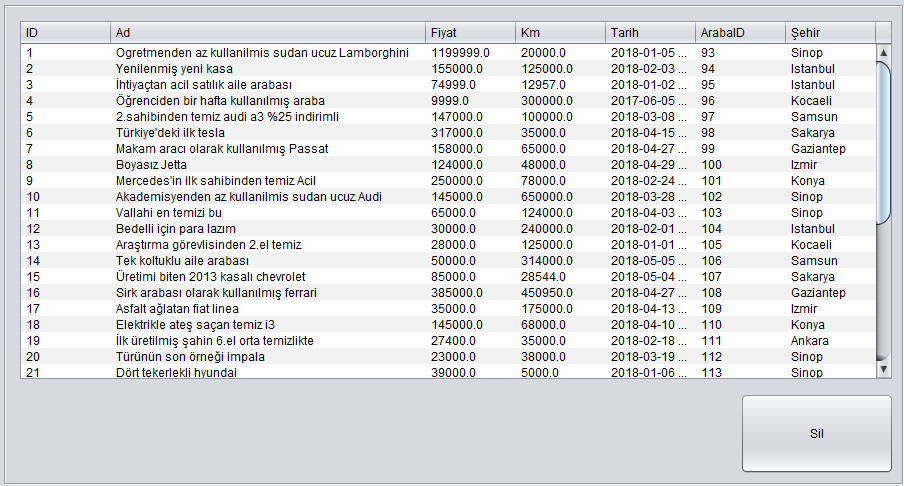 ID Ad Fiyat Km Tarih ArabaID Şehir
1 Ogretmenden az kullanilmis sudan ucuz Lamborghini 1199999.0 20000.0 2018-01-05 ... 93 Sinop
2 Yenilenmiş yeni kasa 155000.0 125000.0 2018-02-03 ... 94 Istanbul
3 İhtiyaçtan acil satılık aile arabası 74999.0 12957.0 2018-01-02 ... 95 Istanbul
4 Öğrenciden bir hafta kullanılmış araba 9999.0 300000.0 2017-06-05 ... 96 Kocaeli
5 2.sahibinden temiz audi a3 %25 indirimli 147000.0 100000.0 2018-03-08 ... 97 Samsun
6 Türkiye'deki ilk tesla 317000.0 35000.0 2018-04-15 ... 98 Sakarya
7 Makam aracı olarak kullanılmış Passat 158000.0 65000.0 2018-04-27 ... 99 Gaziantep
8 Boyasız Jetta 124000.0 48000.0 2018-04-29 ... 100 Izmir
9 Mercedes'in ilk sahibinden temiz Acil 250000.0 78000.0 2018-02-24 ... 101 Konya
10 Akademisyenden az kullanilmis sudan ucuz Audi 145000.0 650000.0 2018-03-28 ... 102 Sinop
11 Vallahi en temizi bu 65000.0 124000.0 2018-04-03 ... 103 Sinop
12 Bedelli için para lazım 30000.0 240000.0 2018-02-01 ... 104 Istanbul
13 Araştırma görevlisinden 2.el temiz 28000.0 125000.0 2018-01-01 ... 105 Kocaeli
14 Tek koltuklu aile arabası 50000.0 314000.0 2018-05-05 ... 106 Samsun
15 Üretimi biten 2013 kasalı chevrolet 85000.0 28544.0 2018-05-04 ... 107 Sakarya
16 Sirk arabası olarak kullanılmış ferrari 385000.0 450950.0 2018-04-27 ... 108 Gaziantep
17 Asfalt ağlatan fiat linea 35000.0 175000.0 2018-04-13 ... 109 Izmir
18 Elektrikle ateş saçan temiz i3 145000.0 68000.0 2018-04-10 ... 110 Konya
19 İlk üretilmiş şahin 6.el orta temizlikte 27400.0 35000.0 2018-02-18 ... 111 Ankara
20 Türünün son örneği impala 23000.0 38000.0 2018-03-19 ... 112 Sinop
21 Dört tekerlekli hyundai 39000.0 5000.0 2018-01-06 ... 113 Sinop
Sil